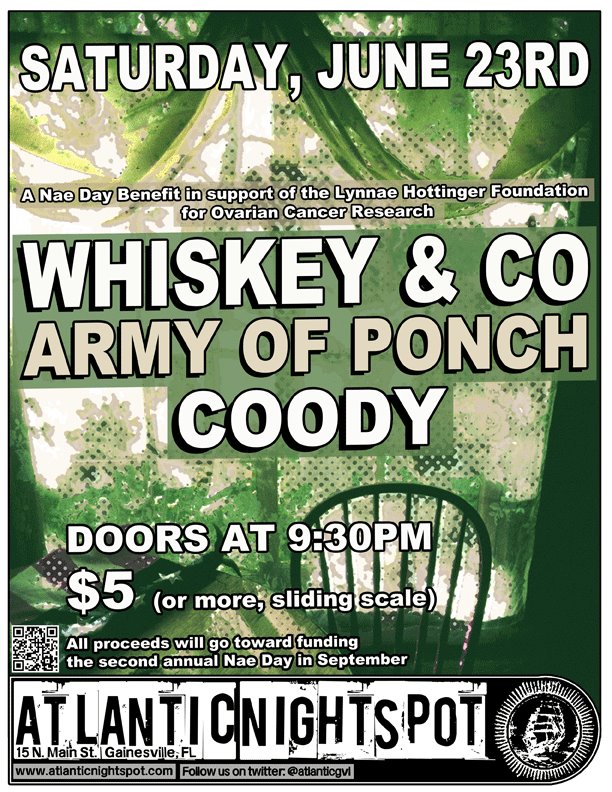 SATURDAY, JUNE 23RD
A Nae Day Benefit in support of the Lynnae Hottinger Foundation
for Ovarian Cancer Research
WHISKEY & CO
ARMY OF PONCH
COODY
DOORS AT 9:30PM
$5 (or more, sliding scale)
All proceeds will go toward funding
the second annual Nae Day in September
ATLANTICNIGHTSPOT
15 N. Main St. | Gainesville, FL
www.atlanticnightspot.com | Follow us on twitter: @atlanticgvl